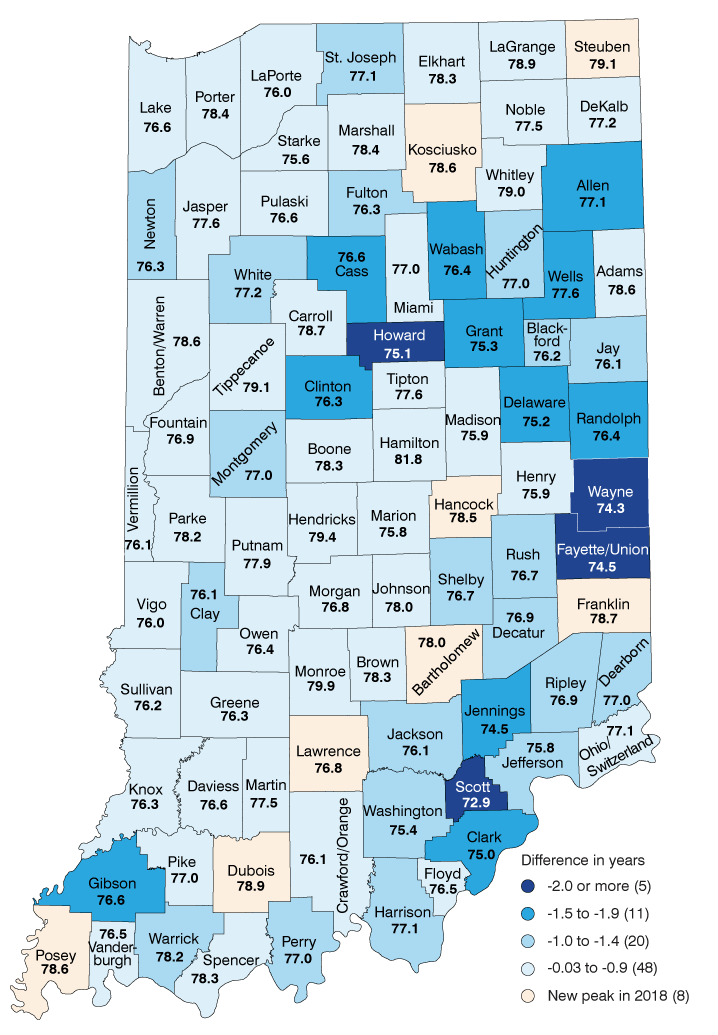 Steuben
79.1
LaGrange
78.9
St. Joseph
77.1
Elkhart
78.3
LaPorte
76.0
Porter
78.4
Lake
76.6
Noble
77.5
DeKalb
77.2
Marshall
78.4
Starke
75.6
Kosciusko
78.6
Whitley
79.0
Allen
77.1
Newton
76.3
Jasper
77.6
Pulaski
76.6
Fulton
76.3
Wabash
76.4
Huntington
77.0
Wells
77.6
Adams
78.6
White
77.2
76.6
Cass
77.0
Miami
Carroll
78.7
Benton/Warren
78.6
Tippecanoe
79.1
Howard
75.1
Grant
75.3
Black-
ford
76.2
Jay
76.1
Clinton
76.3
Tipton
77.6
Madison
75.9
Delaware
75.2
Randolph
76.4
Fountain
76.9
Montgomery
77.0
Boone
78.3
Hamilton
81.8
Henry
75.9
Wayne
74.3
Vermillion
76.1
Parke
78.2
Putnam
77.9
Hendricks
79.4
Marion
75.8
Hancock
78.5
Rush
76.7
Fayette/Union
74.5
Vigo
76.0
76.1
Clay
Owen
76.4
Morgan
76.8
Johnson
78.0
Shelby
76.7
76.9
Decatur
Franklin
78.7
Sullivan
76.2
Greene
76.3
Monroe
79.9
Brown
78.3
78.0
Bartholomew
Jennings
74.5
Ripley
76.9
Dearborn
77.0
77.1
Ohio/
Switzerland
Knox
76.3
Daviess
76.6
Martin
77.5
Lawrence
76.8
Jackson
76.1
75.8
Jefferson
Scott
72.9
Washington
75.4
Clark
75.0
Crawford/Orange
76.1
Gibson
76.6
Pike
77.0
Dubois
78.9
Floyd
76.5
Harrison
77.1
Posey
78.6
76.5
Vander-
burgh
Warrick
78.2
Spencer
78.3
Perry
77.0
Difference in years
-2.0 or more (5)
-1.5 to -1.9 (11)
-1.0 to -1.4 (20)
-0.03 to -0.9 (48)
New peak in 2018 (8)